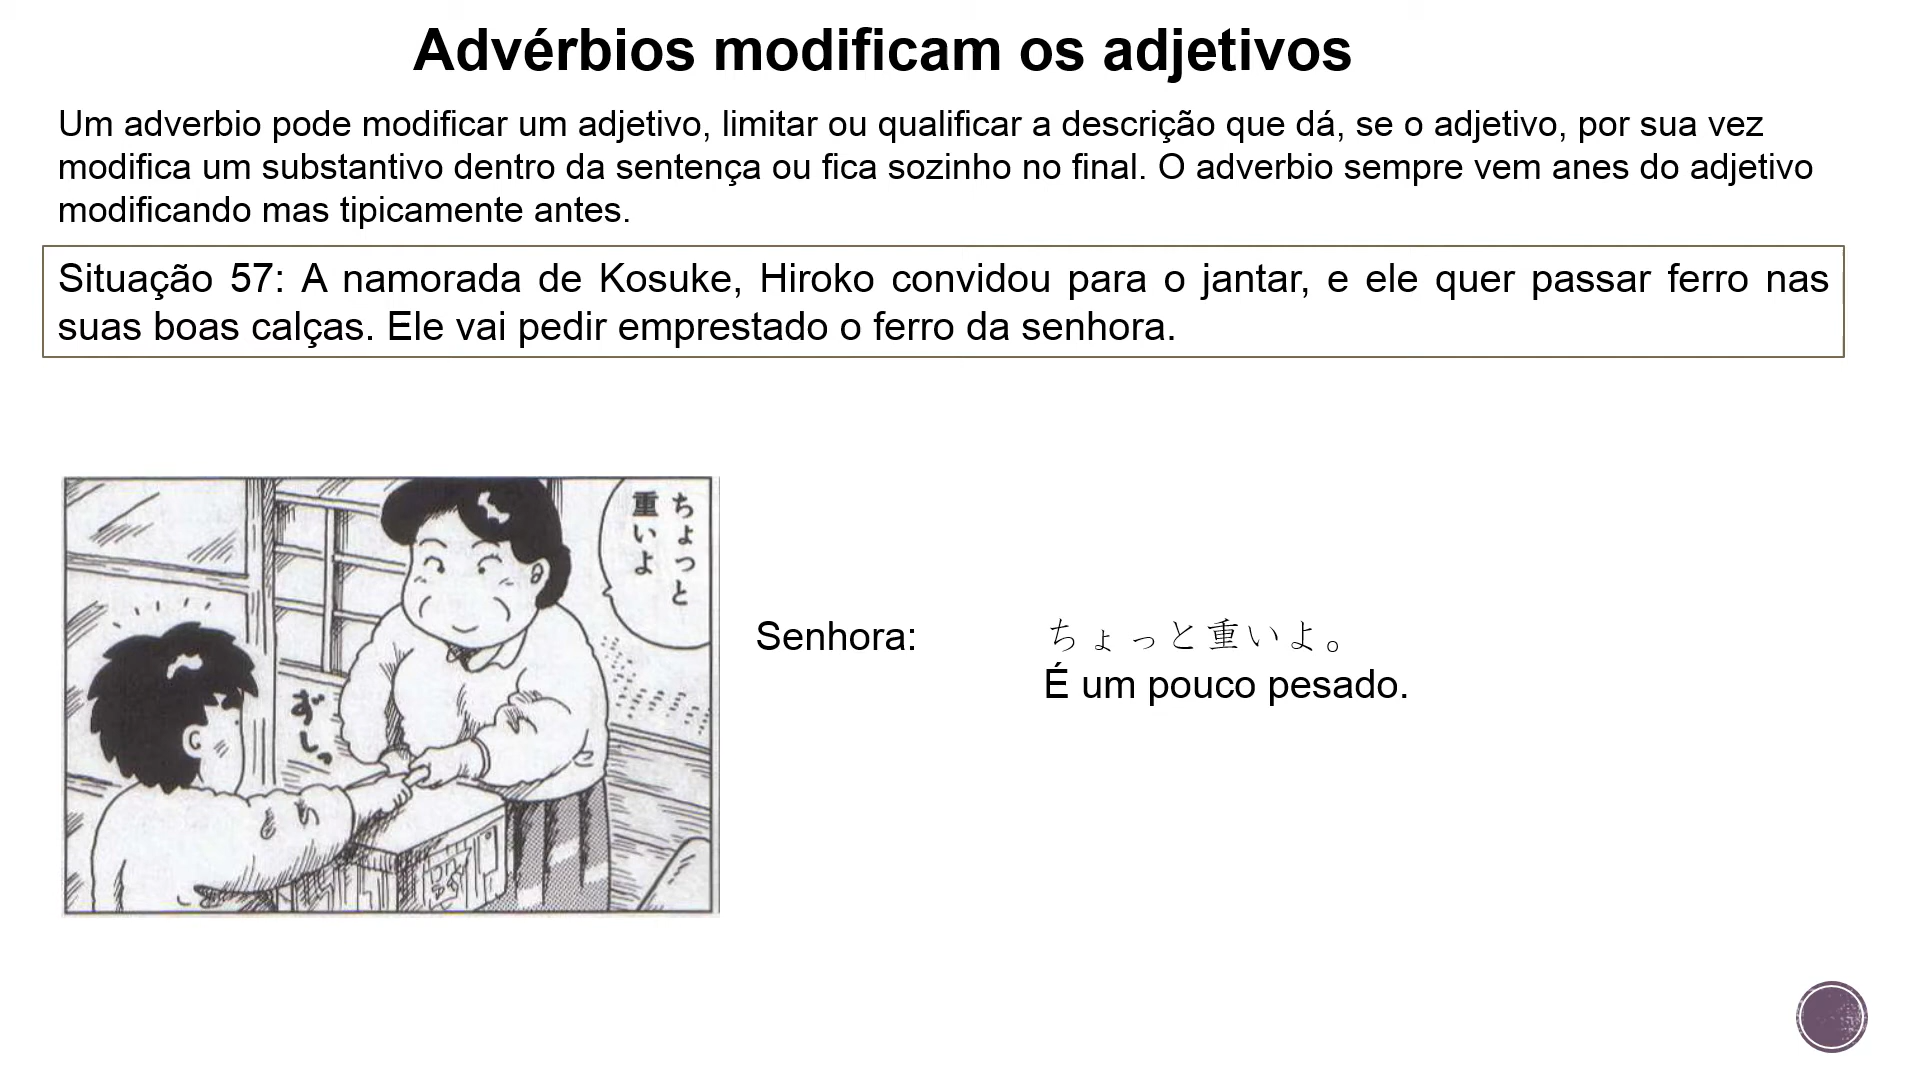 Advérbios modificam os adjetivos
Um adverbio pode modificar um adjetivo, limitar ou qualificar a descrição que dá, se o adjetivo, por sua vez
modifica um substantivo dentro da sentença ou fica sozinho no final. O adverbio sempre vem anes do adjetivo
modificando mas tipicamente antes.
Situação 57: A namorada de Kosuke, Hiroko convidou para o jantar, e ele quer passar ferro nas
suas boas calças. Ele vai pedir emprestado o ferro da senhora.
ちょっと
重いよ
ずしっ
Senhora:
ちょっと重いよ。
É um pouco pesado.